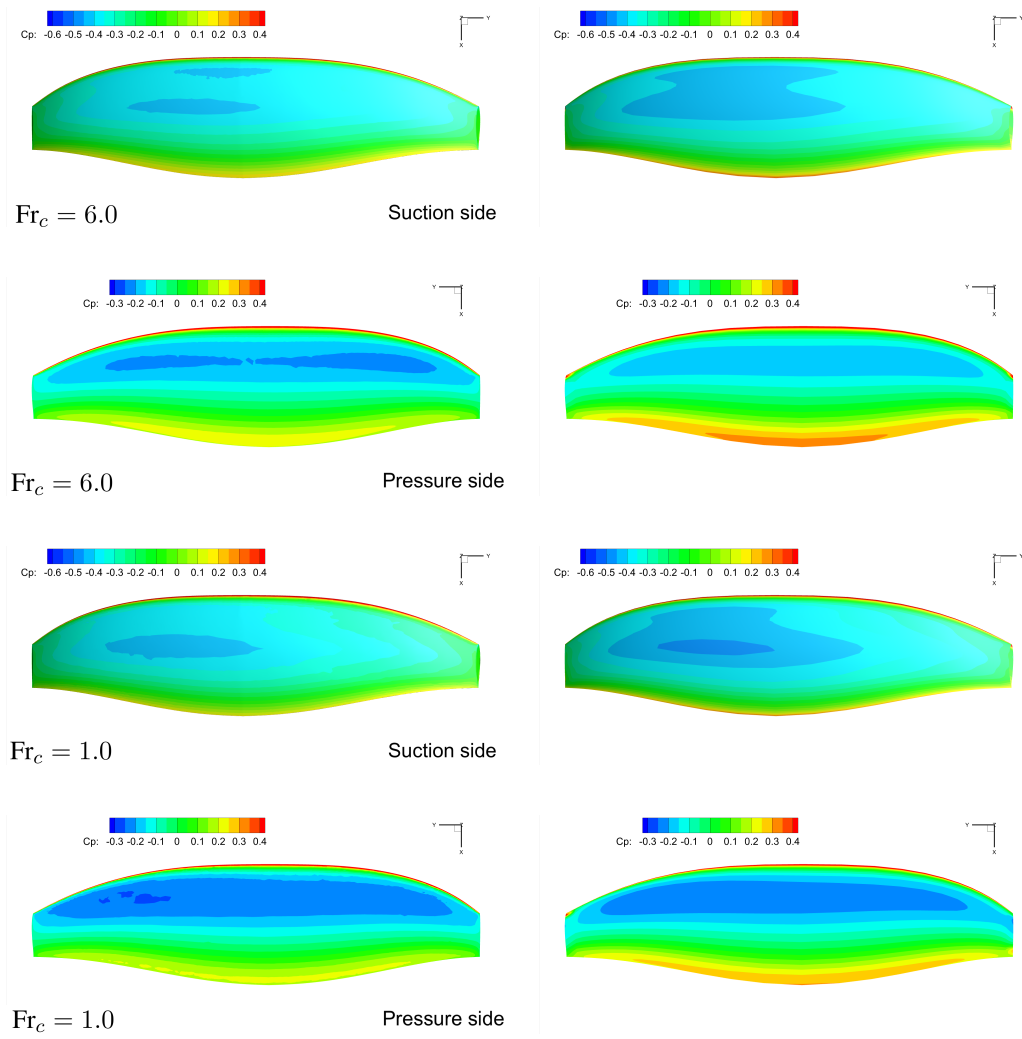 Cp: -0.6 -0.5 -0.4 -0.3 -0.2 -0.1 0 0.1 0.2 0.3 0.4
Z Y
X
Cp: -0.6 -0.5 -0.4 -0.3 -0.2 -0.1 0 0.1 0.2 0.3 0.4
Z Y
X
Fr_c = 6.0
Suction side
Y Z
X
Cp: -0.3 -0.2 -0.1 0 0.1 0.2 0.3 0.4
Y Z
X
Cp: -0.3 -0.2 -0.1 0 0.1 0.2 0.3 0.4
Fr_c = 6.0
Pressure side
Cp: -0.6 -0.5 -0.4 -0.3 -0.2 -0.1 0 0.1 0.2 0.3 0.4
Z Y
X
Cp: -0.6 -0.5 -0.4 -0.3 -0.2 -0.1 0 0.1 0.2 0.3 0.4
Z Y
X
Fr_c = 1.0
Suction side
Y Z
X
Cp: -0.3 -0.2 -0.1 0 0.1 0.2 0.3 0.4
Y Z
X
Cp: -0.3 -0.2 -0.1 0 0.1 0.2 0.3 0.4
Fr_c = 1.0
Pressure side